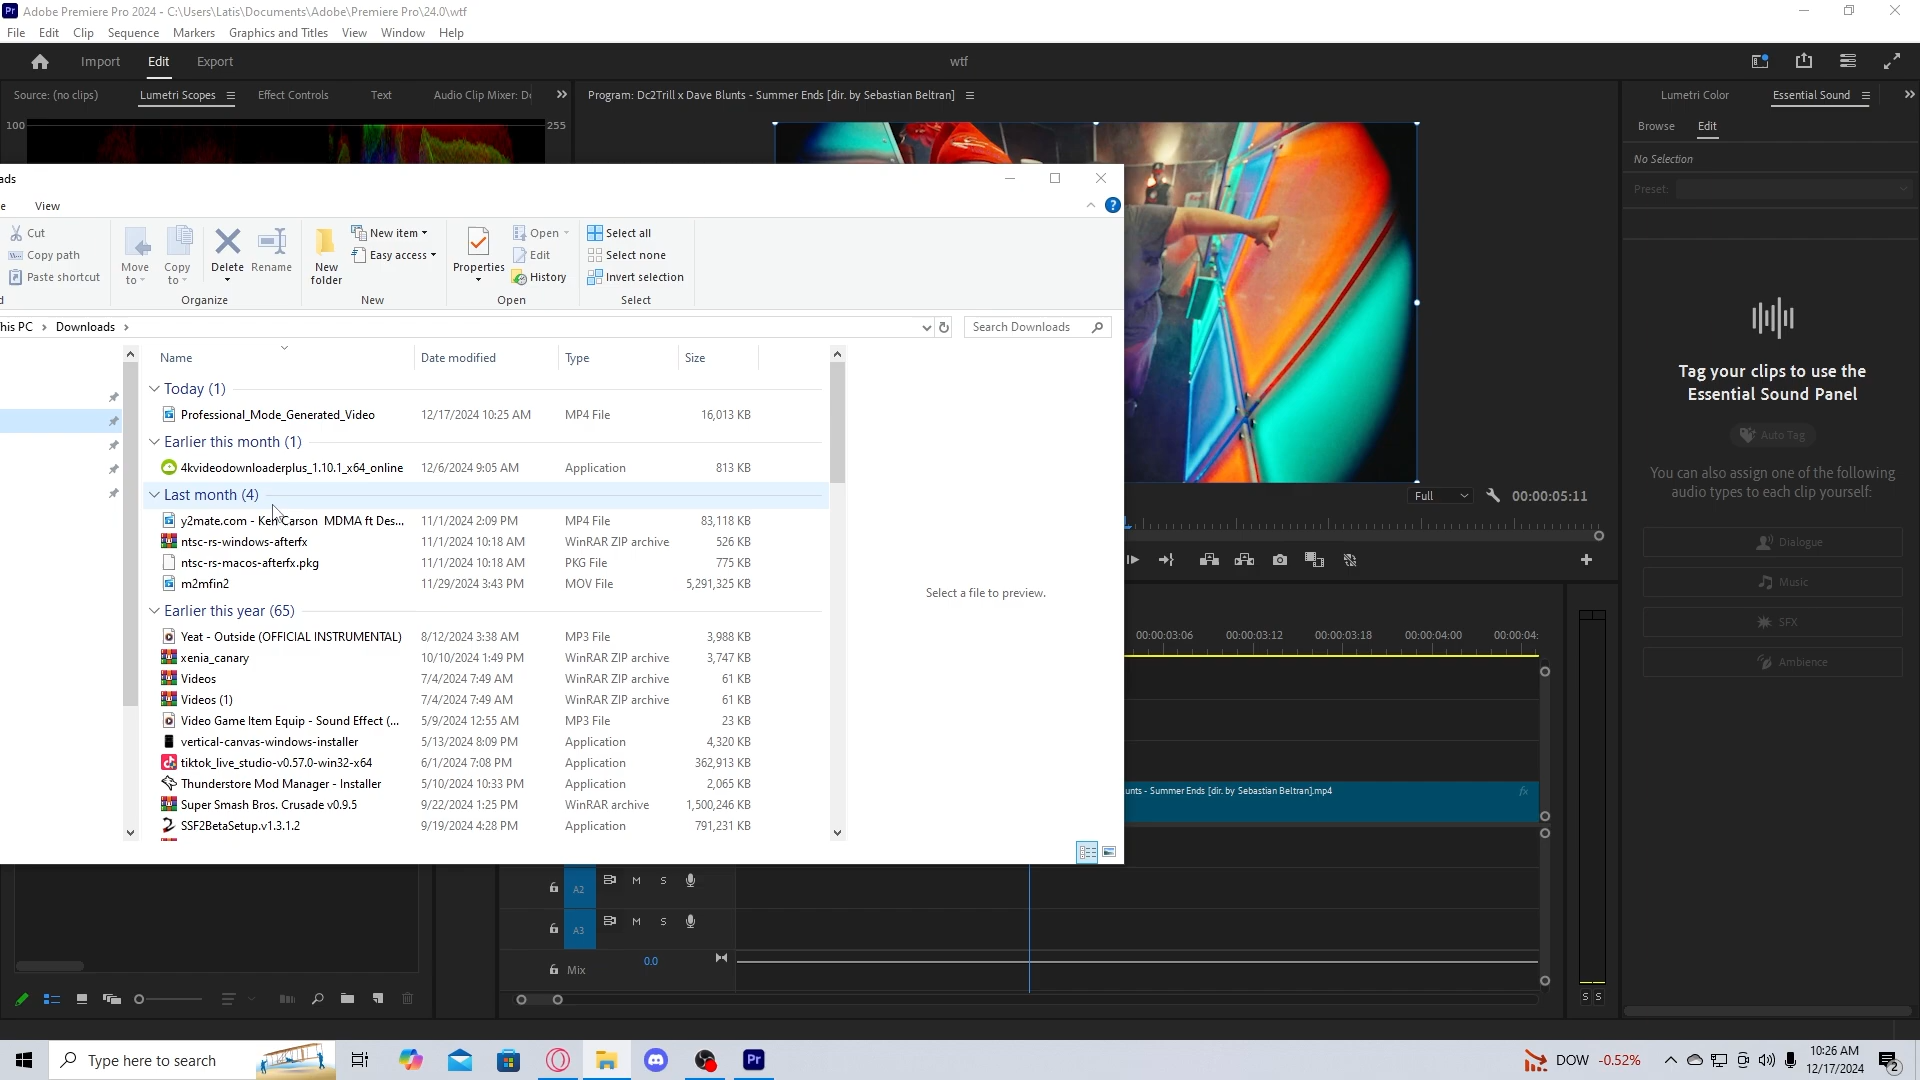 Adobe Premiere Pro 2024 - C:\Users\Latis\Documents\Adobe\Premiere Pro\24.0\wtf
File Edit Clip Sequence Markers Graphics and Titles View Window Help
Import Edit Export wtf
Source: (no clips) Lumetri Scopes Effect Controls Text Audio Clip Mixer: D
Program: Dc2Trill x Dave Blunts - Summer Ends [dir. by Sebastian Beltran]
Lumetri Color Essential Sound
100 255
Browse Edit
No Selection
Preset:
ads
e View
Cut
Copy path
Paste shortcut
Move to
Copy to
Delete
Rename
New folder
New item
Easy access
Properties
Open
Edit
History
Select all
Select none
Invert selection
d Organize New Open Select
his PC > Downloads >
Search Downloads
Name Date modified Type Size
Today (1)
Professional_Mode_Generated_Video 12/17/2024 10:25 AM MP4 File 16,013 KB
Earlier this month (1)
4kvideodownloaderplus_1.10.1_x64_online 12/6/2024 9:05 AM Application 813 KB
Last month (4)
y2mate.com - Ken Carson MDMA ft Des... 11/1/2024 2:09 PM MP4 File 83,118 KB
ntsc-rs-windows-afterfx 11/1/2024 10:18 AM WinRAR ZIP archive 526 KB
ntsc-rs-macos-afterfx.pkg 11/1/2024 10:18 AM PKG File 775 KB
m2mfin2 11/29/2024 3:43 PM MOV File 5,291,325 KB
Earlier this year (65)
Yeat - Outside (OFFICIAL INSTRUMENTAL) 8/12/2024 3:38 AM MP3 File 3,988 KB
xenia_canary 10/10/2024 1:49 PM WinRAR ZIP archive 3,747 KB
Videos 7/4/2024 7:49 AM WinRAR ZIP archive 61 KB
Videos (1) 7/4/2024 7:49 AM WinRAR ZIP archive 61 KB
Video Game Item Equip - Sound Effect (... 5/9/2024 12:55 AM MP3 File 23 KB
vertical-canvas-windows-installer 5/13/2024 8:09 PM Application 4,320 KB
tiktok_live_studio-v0.57.0-win32-x64 6/1/2024 7:08 PM Application 362,913 KB
Thunderstore Mod Manager - Installer 5/10/2024 10:33 PM Application 2,065 KB
Super Smash Bros. Crusade v0.9.5 9/22/2024 1:25 PM WinRAR archive 1,500,246 KB
SSF2BetaSetup.v1.3.1.2 9/19/2024 4:28 PM Application 791,231 KB
Select a file to preview.
Full 00:00:05:11
00:00:03:06 00:00:03:12 00:00:03:18 00:00:04:00 00:00:04:
unts - Summer Ends [dir. by Sebastian Beltran].mp4 fx
A2 M S
A3 M S
Mix 0.0
S S
Tag your clips to use the
Essential Sound Panel
Auto Tag
You can also assign one of the following
audio types to each clip yourself:
Dialogue
Music
SFX
Ambience
Type here to search
Pr
DOW -0.52%
10:26 AM
12/17/2024
2